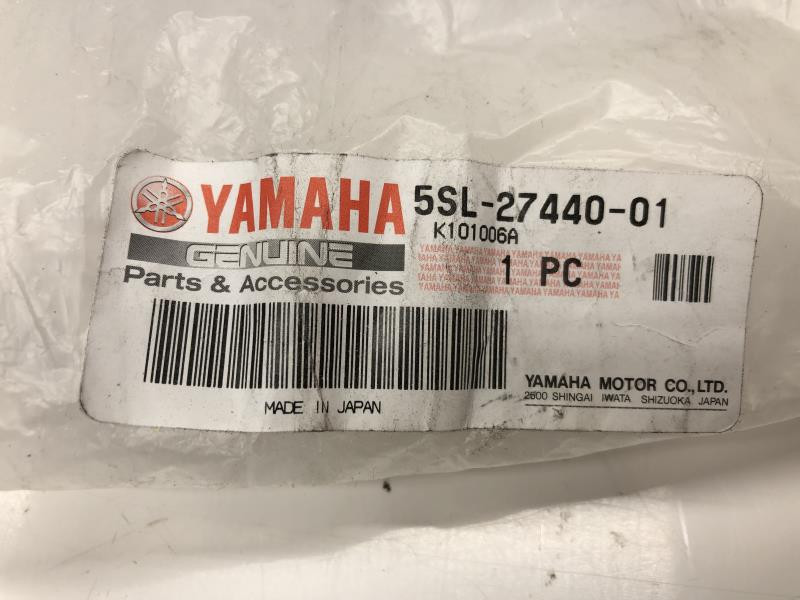 YAMAHA
GENUINE
Parts & Accessories
5SL-27440-01
K101006A
YAMAHAYAMAHAYAMAHAYAMAHAYA
1 PC
MADE IN JAPAN
YAMAHA MOTOR CO.,LTD.
2500 SHINGAI IWATA SHIZUOKA JAPAN